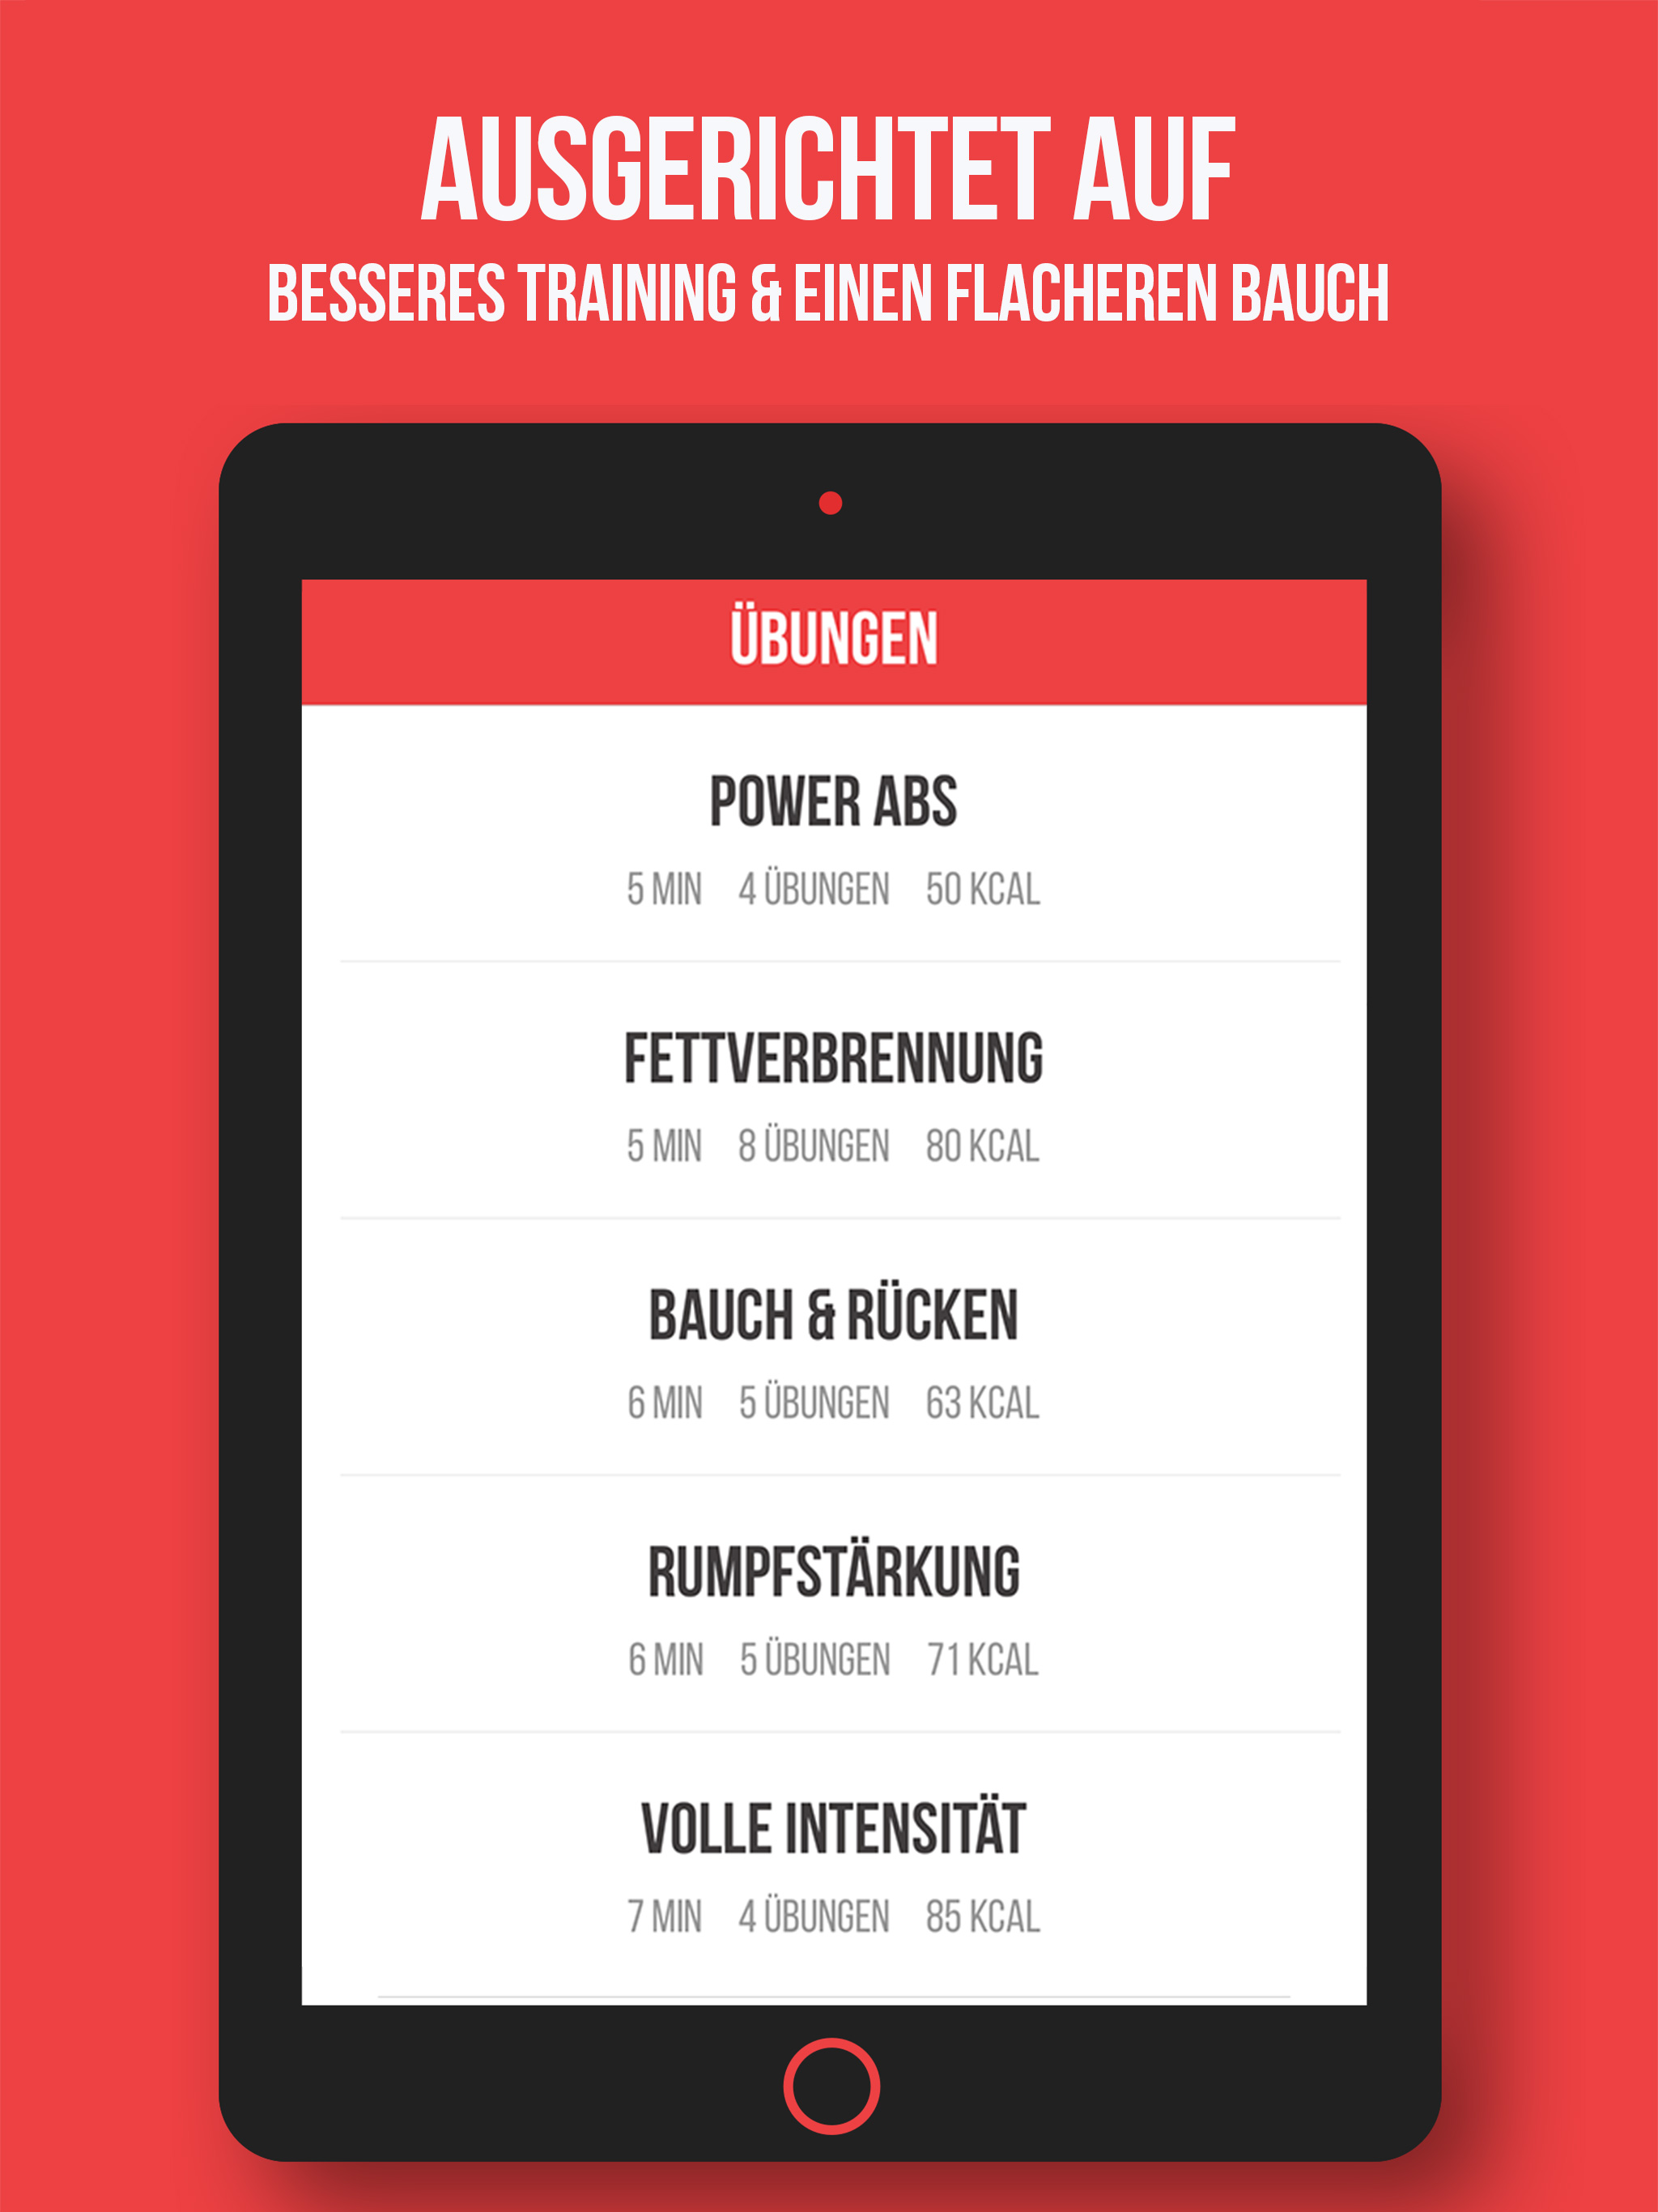 AUSGERICHTET AUF
BESSERES TRAINING & EINEN FLACHEREN BAUCH
ÜBUNGEN
POWER ABS
5 MIN 4 ÜBUNGEN 50 KCAL
FETTVERBRENNUNG
5 MIN 8 ÜBUNGEN 80 KCAL
BAUCH & RÜCKEN
6 MIN 5 ÜBUNGEN 63 KCAL
RUMPFSTÄRKUNG
6 MIN 5 ÜBUNGEN 71 KCAL
VOLLE INTENSITÄT
7 MIN 4 ÜBUNGEN 85 KCAL